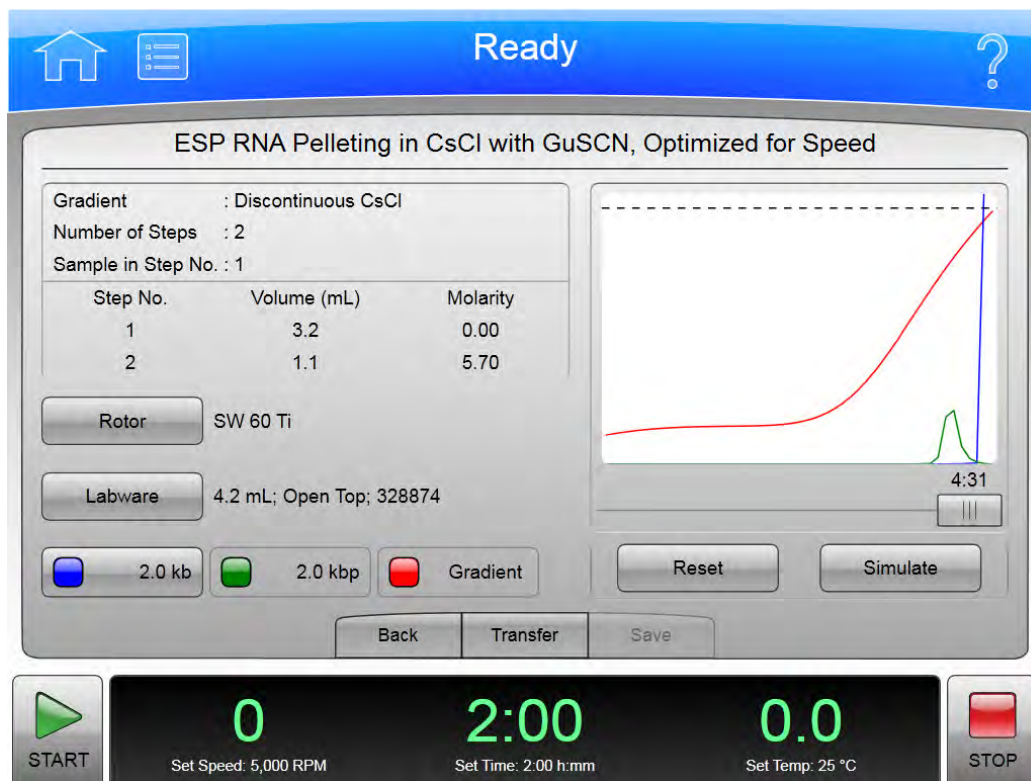 Ready
ESP RNA Pelleting in CsCl with GuSCN, Optimized for Speed
Gradient : Discontinuous CsCl
Number of Steps : 2
Sample in Step No. : 1
Step No. Volume (mL) Molarity
1 3.2 0.00
2 1.1 5.70
Rotor SW 60 Ti
Labware 4.2 mL; Open Top; 328874
2.0 kb 2.0 kbp Gradient
4:31
Reset Simulate
Back Transfer Save
START
0
Set Speed: 5,000 RPM
2:00
Set Time: 2:00 h:mm
0.0
Set Temp: 25 °C
STOP